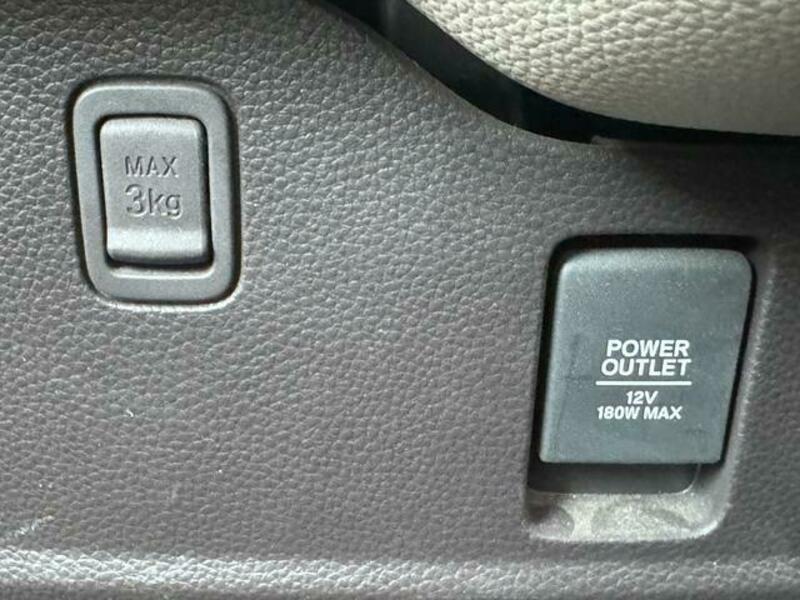 MAX
3kg
POWER
OUTLET
12V
180W MAX